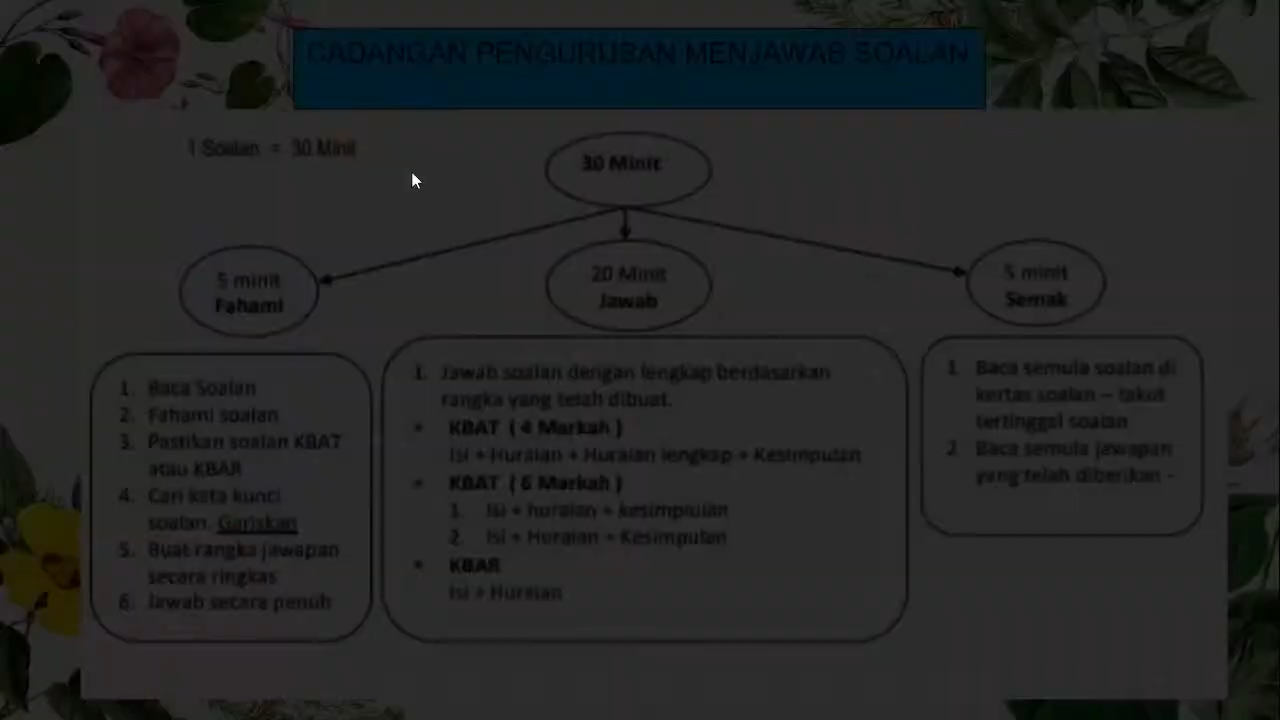 CADANGAN PENGURUSAN MENJAWAB SOALAN
1 Soalan = 30 Minit
30 Minit
5 minit
Fahami
20 Minit
Jawab
5 minit
Semak
1. Baca Soalan
2. Fahami soalan
3. Pastikan soalan KBAT
atau KBAR
4. Cari kata kunci
soalan. Gariskan
5. Buat rangka jawapan
secara ringkas
6. Jawab secara penuh
1. Jawab soalan dengan lengkap berdasarkan
rangka yang telah dibuat.
• KBAT ( 4 Markah )
Isi + Huraian + Huraian lengkap + Kesimpulan
• KBAT ( 6 Markah )
1. Isi + huraian + kesimpiulan
2. Isi + Huraian + Kesimpulan
• KBAR
Isi + Huraian
1. Baca semula soalan di
kertas soalan – takut
tertinggal soalan
2. Baca semula jawapan
yang telah diberikan -